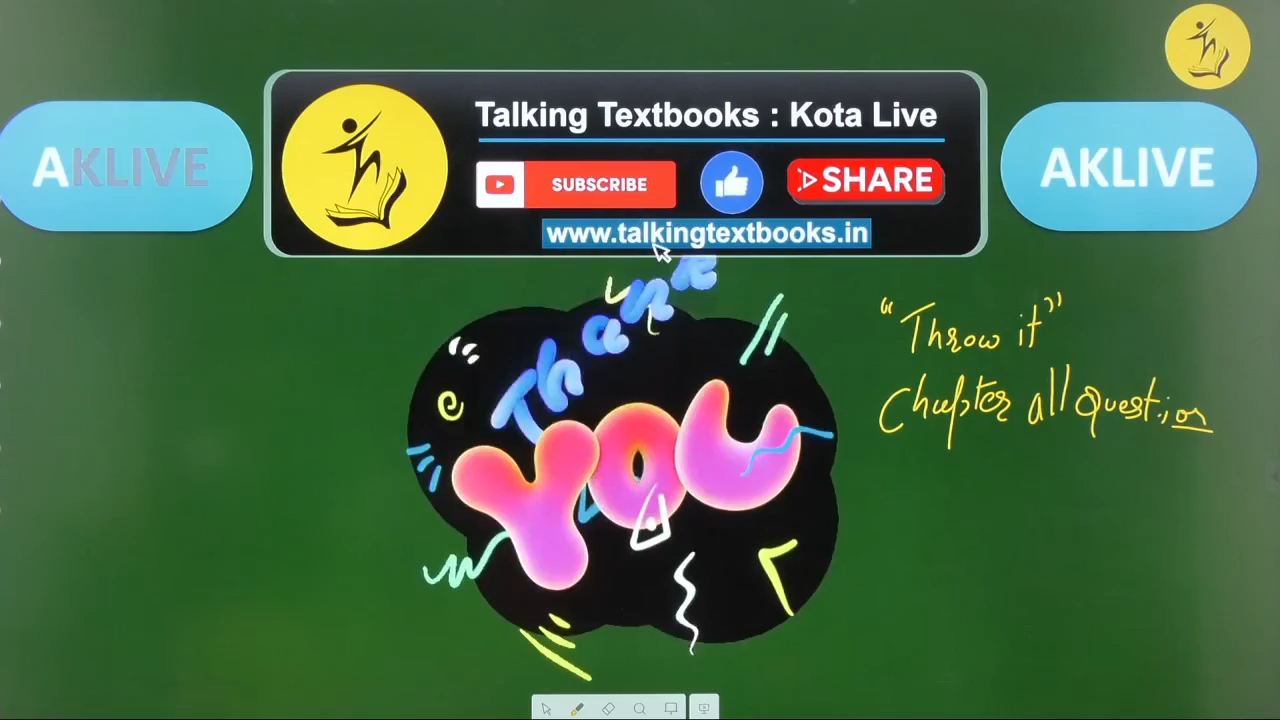 Talking Textbooks : Kota Live
AKLIVE
AKLIVE
SUBSCRIBE
SHARE
www.talkingtextbooks.in
Thank
YOU
"Throw it"
Chapter all question